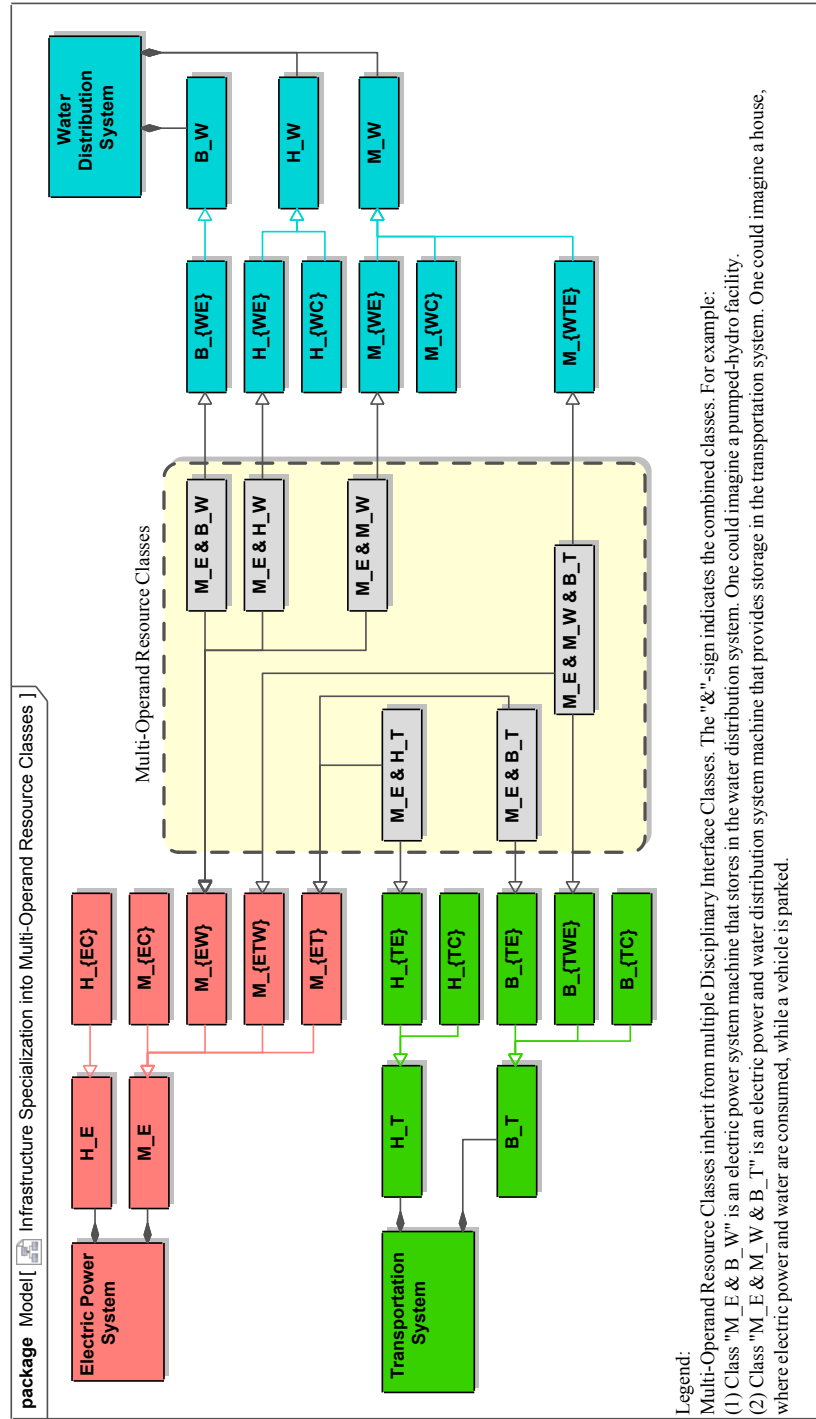 package Model [ Infrastructure Specialization into Multi-Operand Resource Classes ]
Electric Power
System
H_E
M_E
H_{EC}
M_{EC}
M_{EW}
M_{ETW}
M_{ET}
Transportation
System
H_T
B_T
H_{TE}
H_{TC}
B_{TE}
B_{TWE}
B_{TC}
Multi-Operand Resource Classes
M_E & B_W
M_E & H_W
M_E & M_W
M_E & H_T
M_E & B_T
M_E & M_W & B_T
B_{WE}
H_{WE}
H_{WC}
M_{WE}
M_{WC}
M_{WTE}
B_W
H_W
M_W
Water
Distribution
System
Legend:
Multi-Operand Resource Classes inherit from multiple Disciplinary Interface Classes. The "&"-sign indicates the combined classes. For example:
(1) Class "M_E & B_W" is an electric power system machine that stores in the water distribution system. One could imagine a pumped-hydro facility.
(2) Class "M_E & M_W & B_T" is an electric power and water distribution system machine that provides storage in the transportation system. One could imagine a house,
where electric power and water are consumed, while a vehicle is parked.